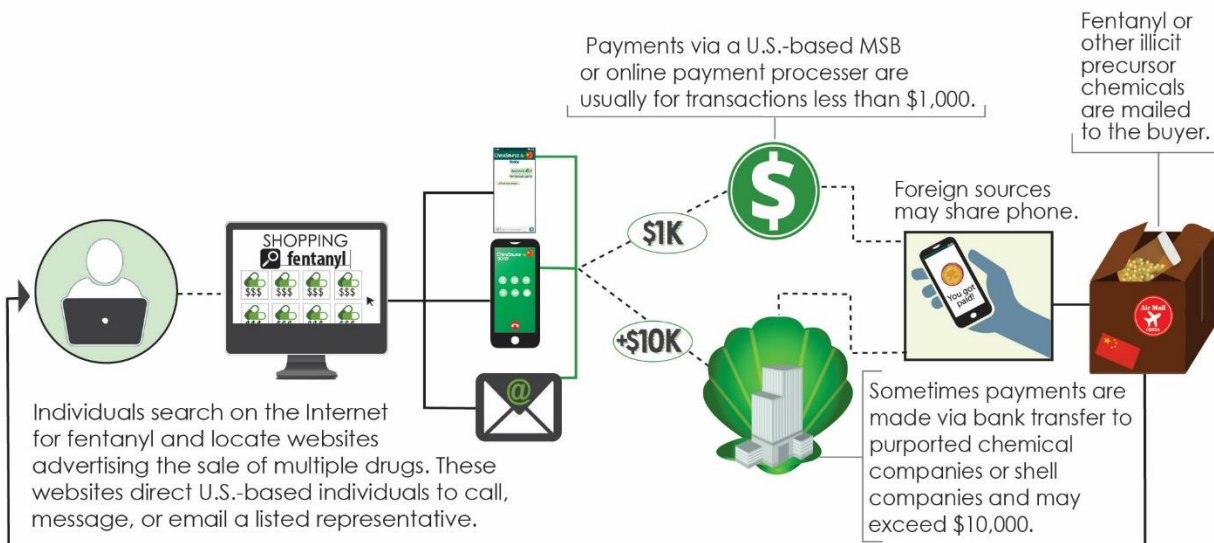 Payments via a U.S.-based MSB
or online payment processer are
usually for transactions less than $1,000.
Fentanyl or
other illicit
precursor
chemicals
are mailed
to the buyer.
SHOPPING
fentanyl
$$$ $$$ $$$ $$$
$1K
$
Foreign sources
may share phone.
You got
paid!
Air Mail
CHINA
+$10K
@
Individuals search on the Internet
for fentanyl and locate websites
advertising the sale of multiple drugs. These
websites direct U.S.-based individuals to call,
message, or email a listed representative.
Sometimes payments are
made via bank transfer to
purported chemical
companies or shell
companies and may
exceed $10,000.